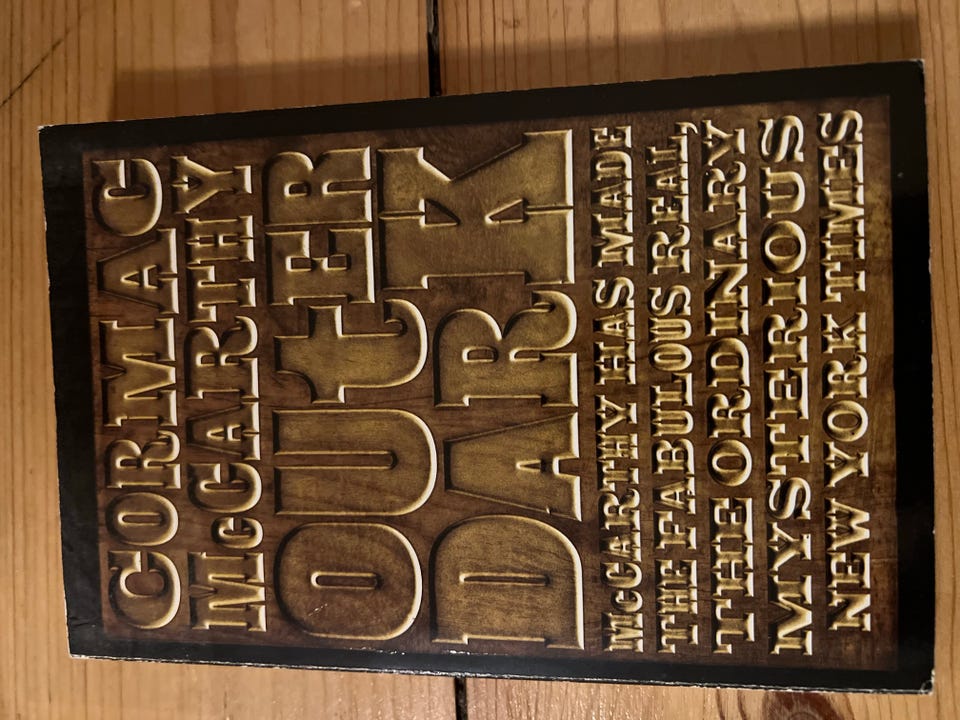 CORMAC
McCARTHY
OUtER
DARK
McCARTHY HAS MADE
THE FABULOUS REAL,
THE ORDINARY
MYSTERIOUS
NEW YORK TIMES